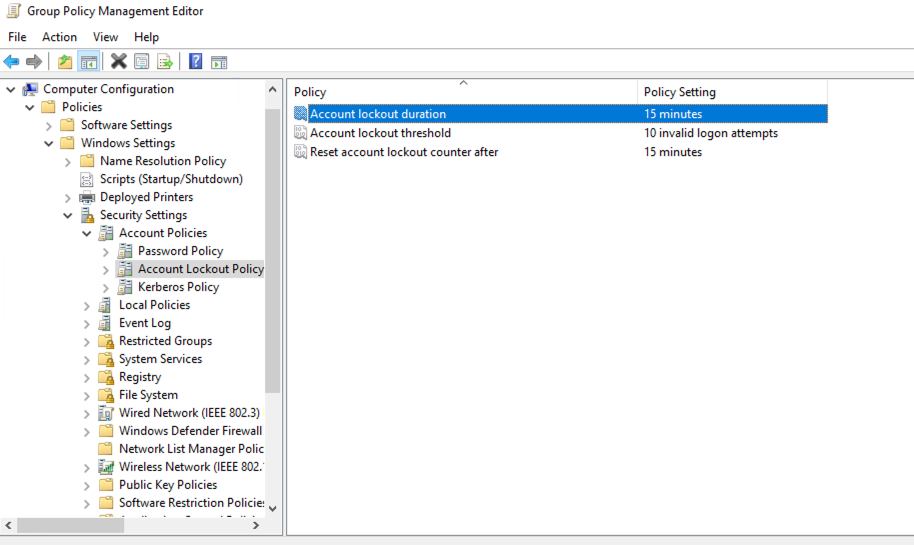 Group Policy Management Editor
File Action View Help
Computer Configuration
Policies
Software Settings
Windows Settings
Name Resolution Policy
Scripts (Startup/Shutdown)
Deployed Printers
Security Settings
Account Policies
Password Policy
Account Lockout Policy
Kerberos Policy
Local Policies
Event Log
Restricted Groups
System Services
Registry
File System
Wired Network (IEEE 802.3)
Windows Defender Firewall
Network List Manager Polic
Wireless Network (IEEE 802.1
Public Key Policies
Software Restriction Policies
Policy Policy Setting
Account lockout duration 15 minutes
Account lockout threshold 10 invalid logon attempts
Reset account lockout counter after 15 minutes